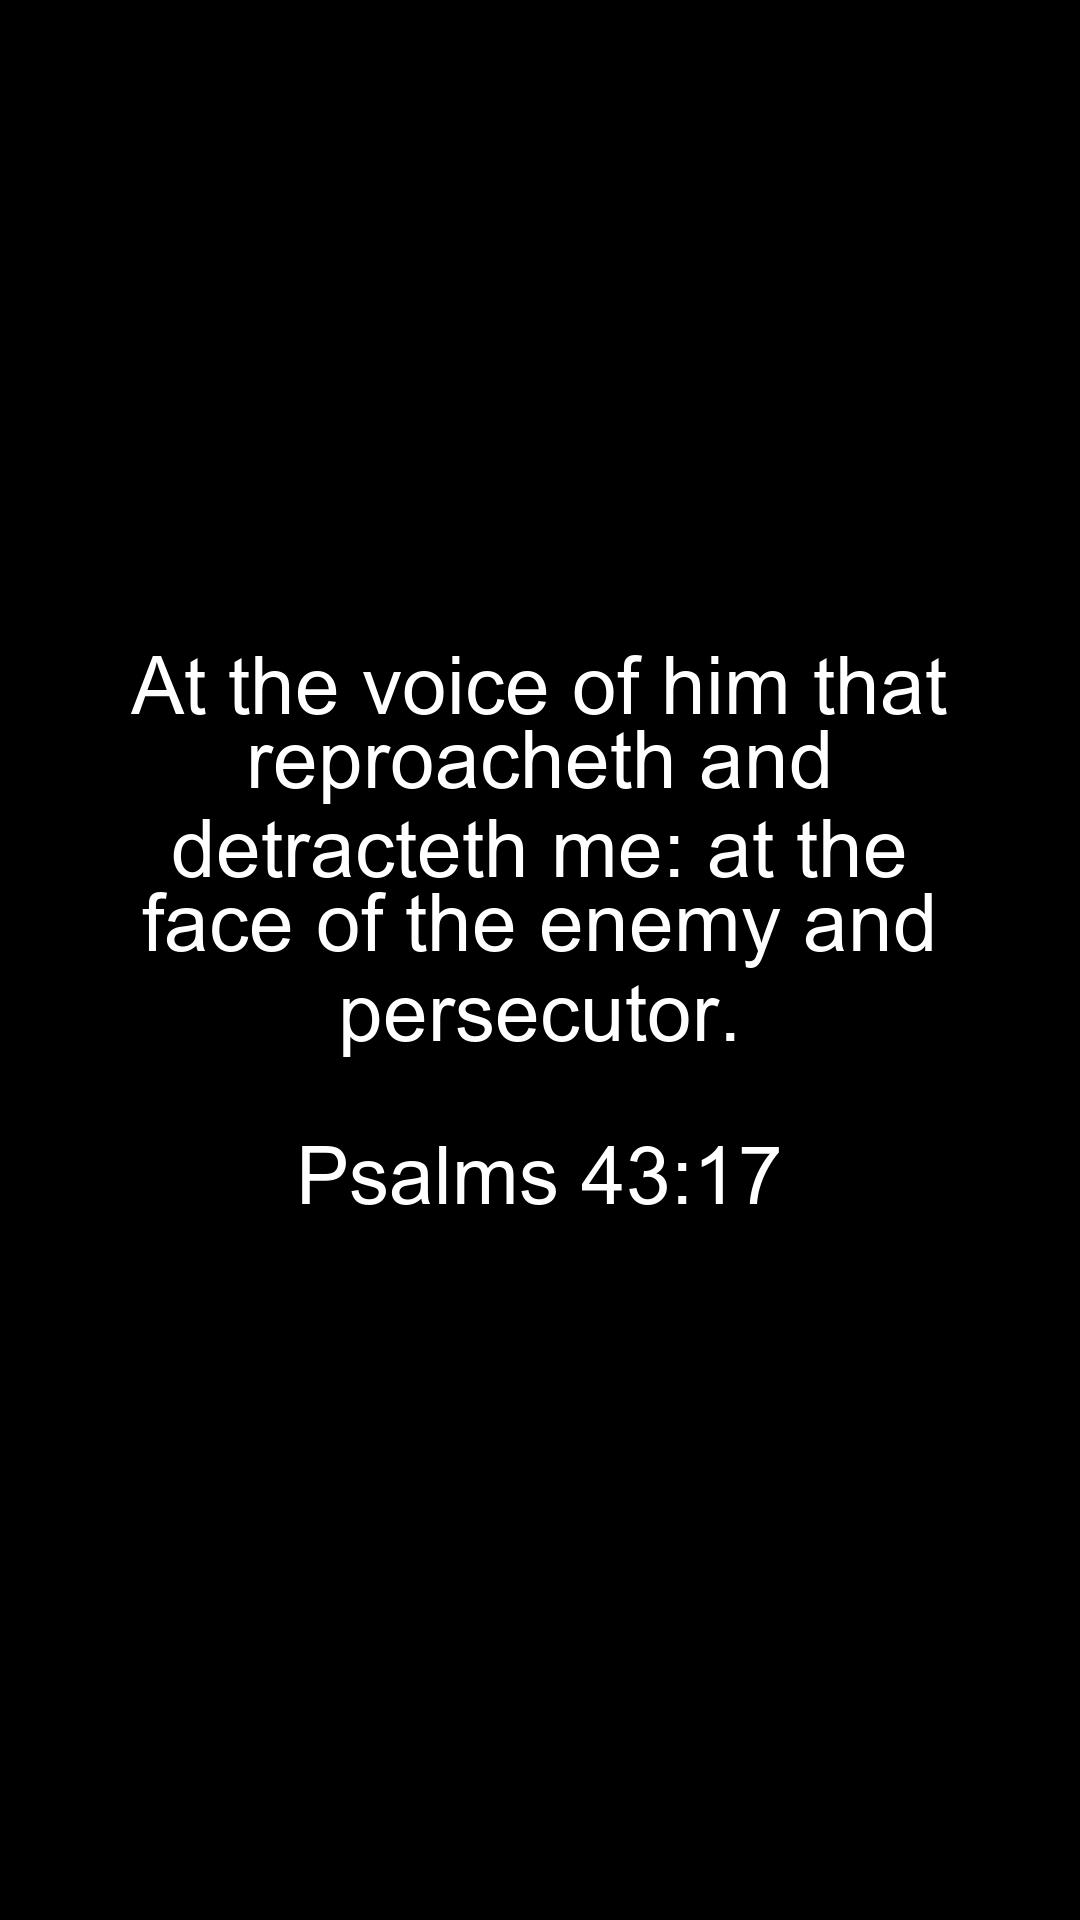 At the voice of him that
reproacheth and
detracteth me: at the
face of the enemy and
persecutor.
Psalms 43:17